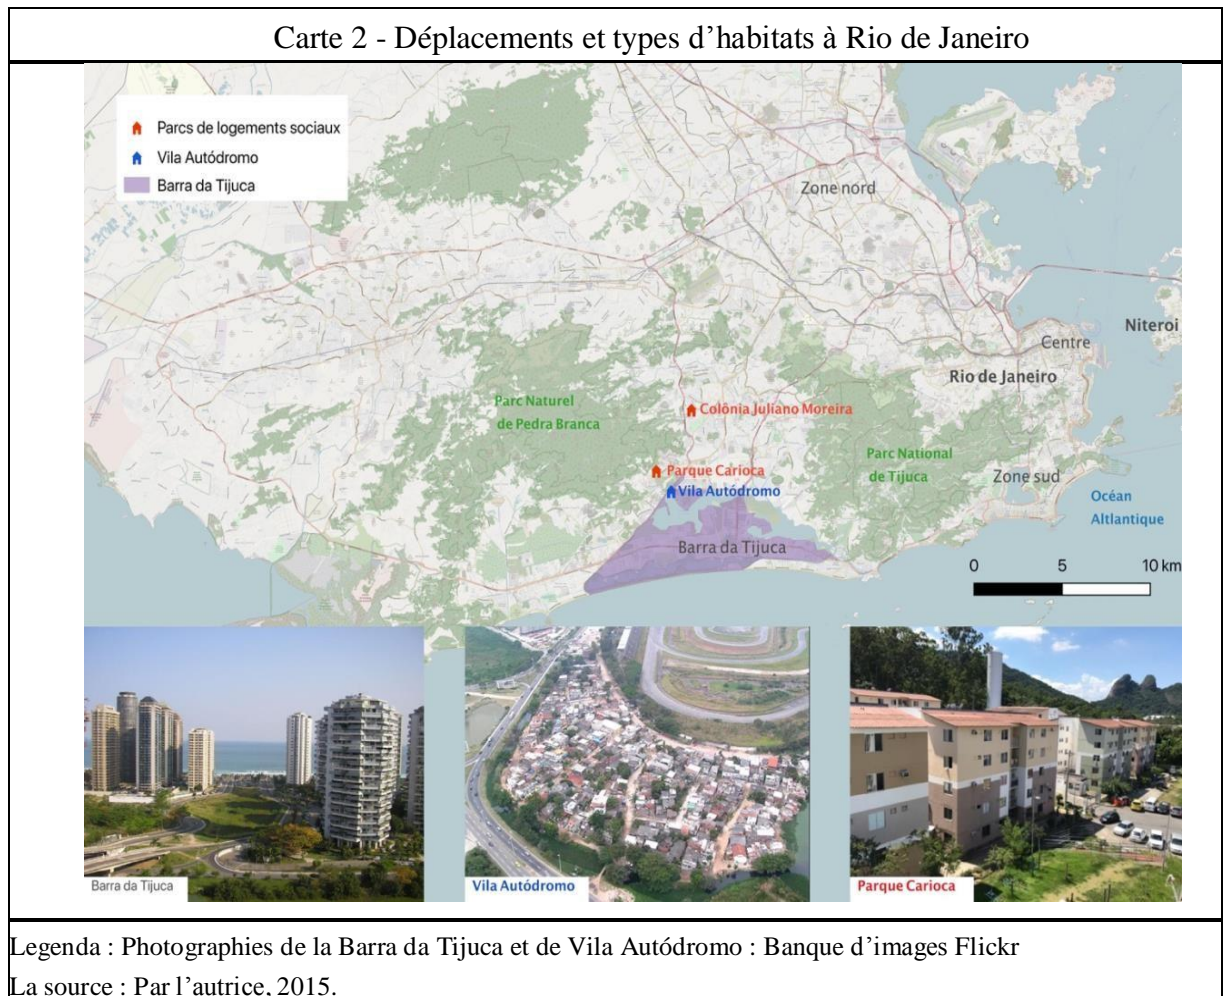 Carte 2 - Déplacements et types d’habitats à Rio de Janeiro
Parcs de logements sociaux
Vila Autódromo
Barra da Tijuca
Zone nord
Niteroi
Centre
Rio de Janeiro
Parc Naturel
de Pedra Branca
Colônia Juliano Moreira
Parc National
de Tijuca
Parque Carioca
Zone sud
Vila Autódromo
Océan
Altlantique
Barra da Tijuca
0 5 10 km
Barra da Tijuca
Vila Autódromo
Parque Carioca
Legenda : Photographies de la Barra da Tijuca et de Vila Autódromo : Banque d’images Flickr
La source : Par l’autrice, 2015.